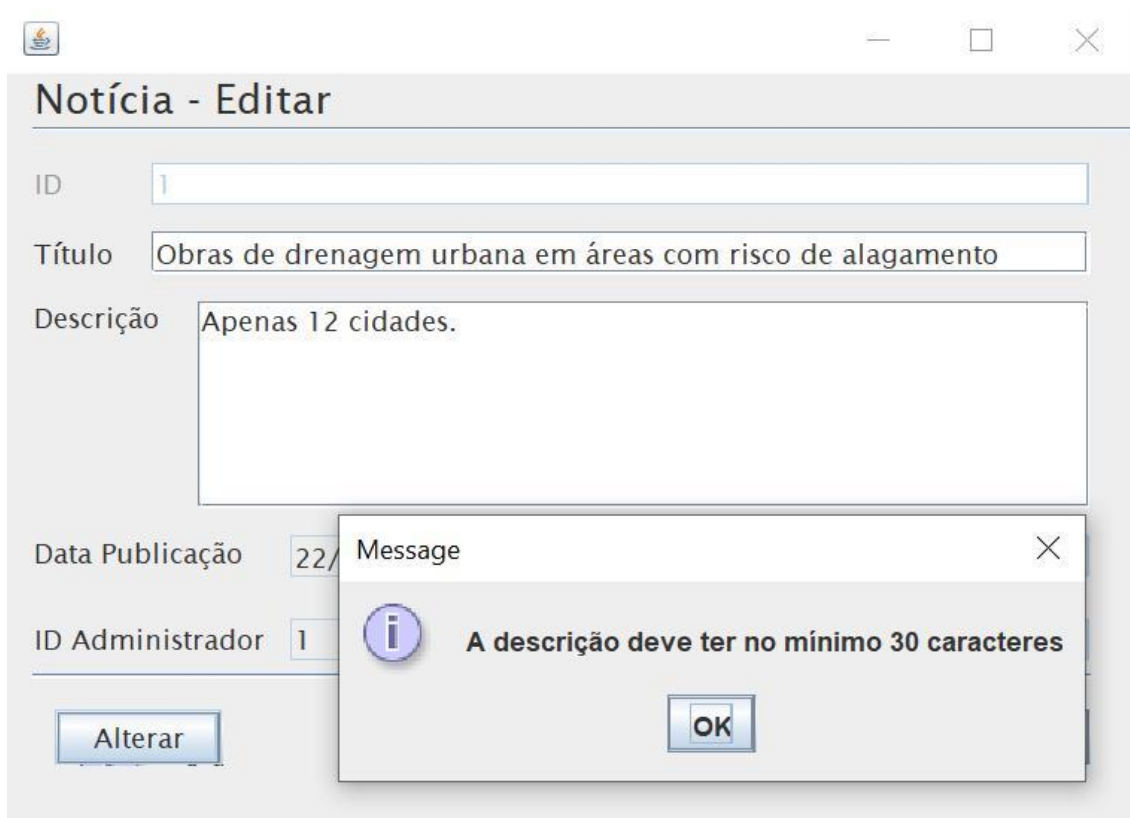 Notícia - Editar
ID 1
Título Obras de drenagem urbana em áreas com risco de alagamento
Descrição Apenas 12 cidades.
Data Publicação 22/
Message
A descrição deve ter no mínimo 30 caracteres
ID Administrador 1
OK
Alterar